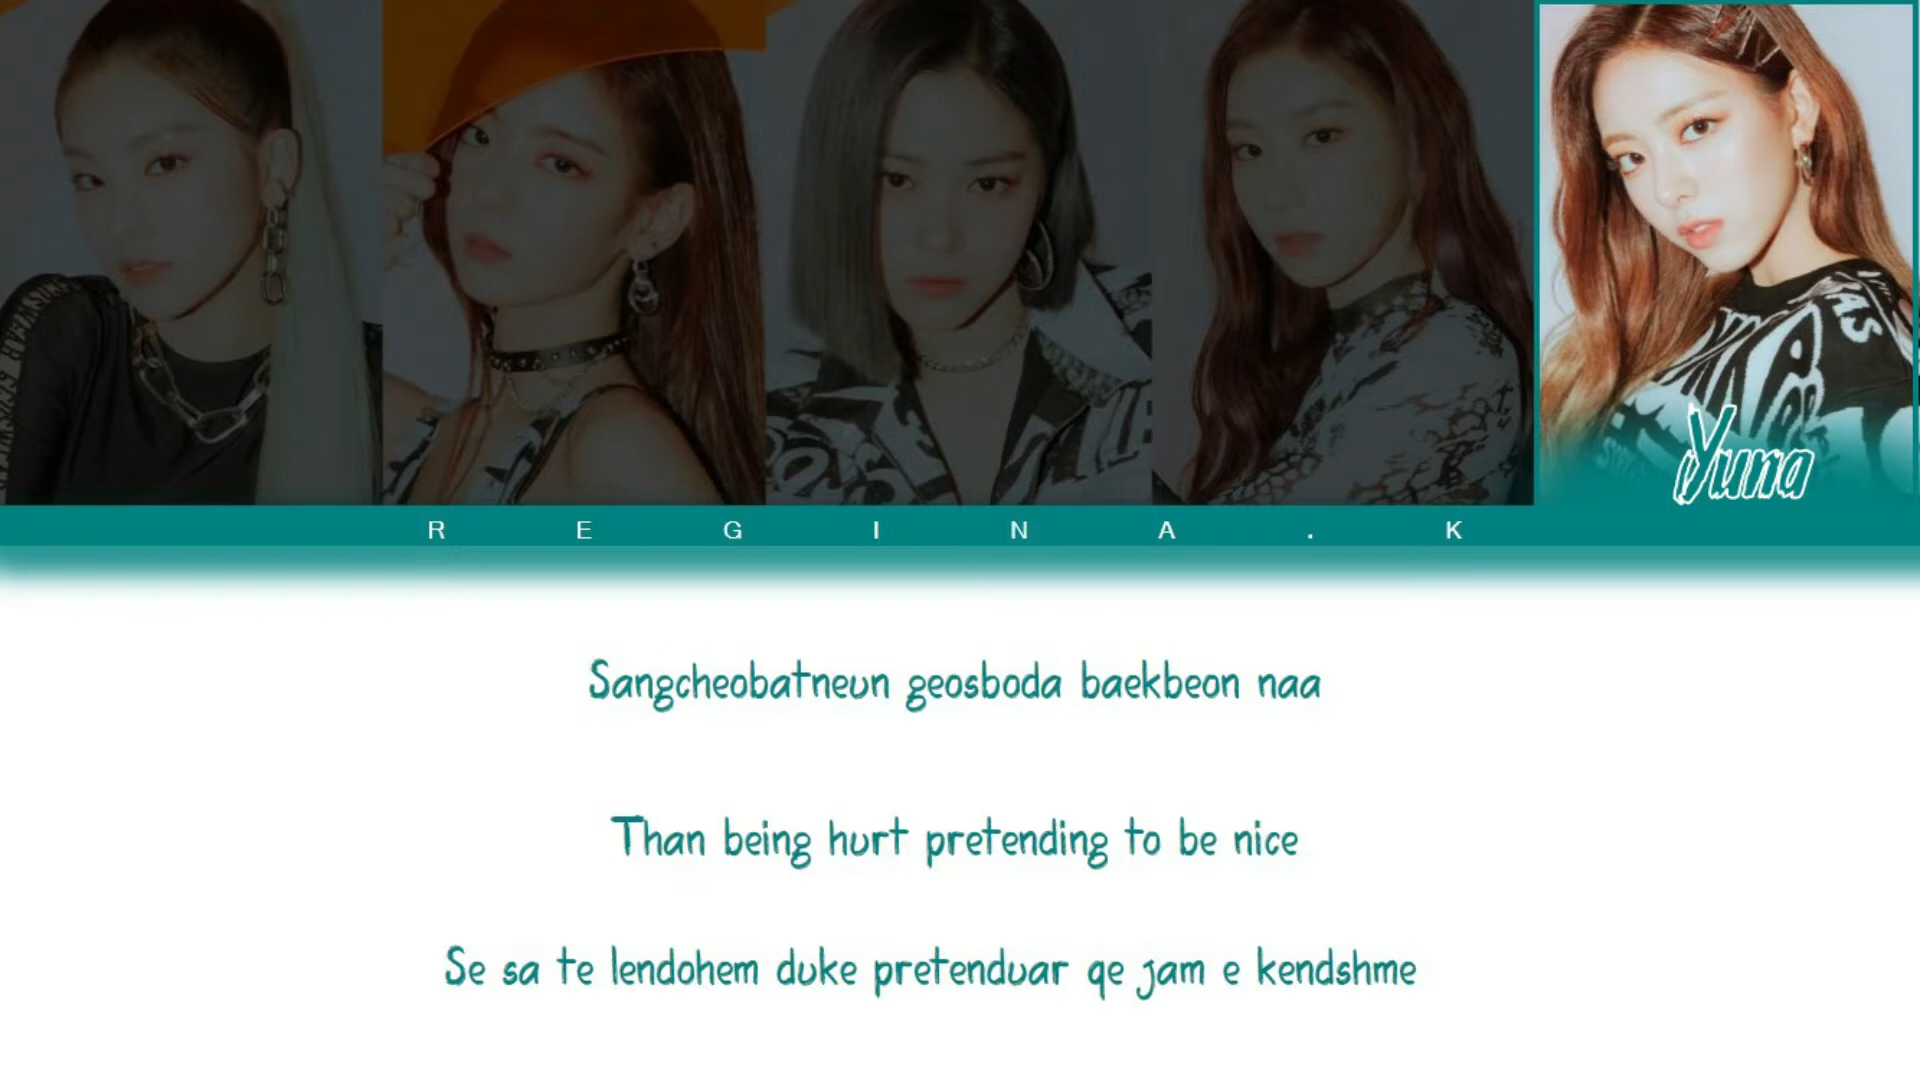 Yuna
R E G I N A . K
Sangcheobatneun geosboda baekbeon naa
Than being hurt pretending to be nice
Se sa te lendohem duke pretenduar qe jam e kendshme